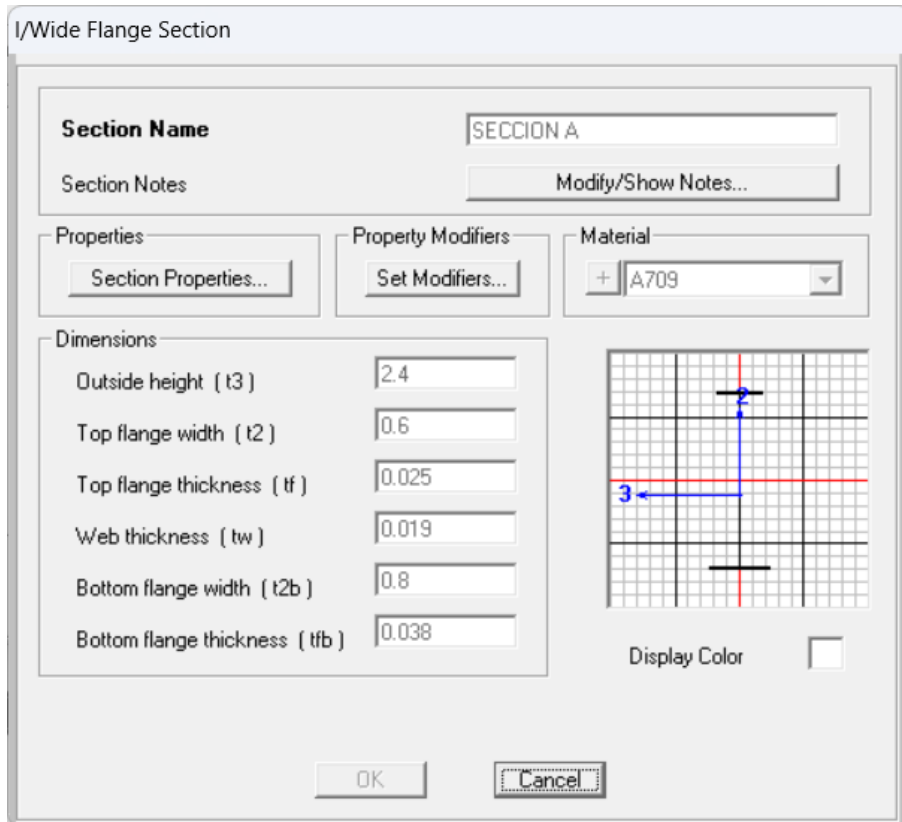 I/Wide Flange Section
Section Name SECCION A
Section Notes Modify/Show Notes...
Properties Property Modifiers Material
Section Properties... Set Modifiers... + A709
Dimensions
Outside height ( t3 ) 2.4
Top flange width ( t2 ) 0.6
Top flange thickness ( tf ) 0.025
Web thickness ( tw ) 0.019
Bottom flange width ( t2b ) 0.8
Bottom flange thickness ( tfb ) 0.038
2
3
Display Color
OK Cancel